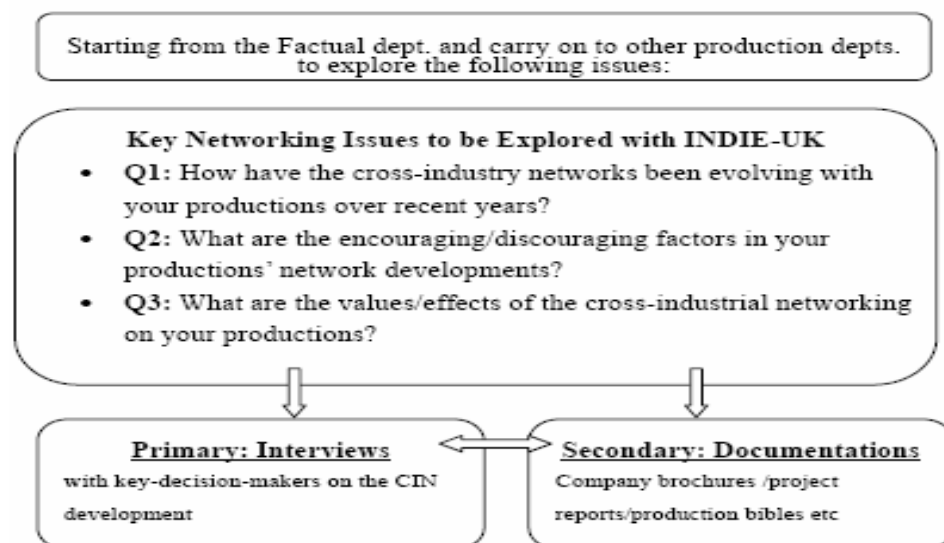 Starting from the Factual dept. and carry on to other production depts.
to explore the following issues:
Key Networking Issues to be Explored with INDIE-UK
• Q1: How have the cross-industry networks been evolving with
your productions over recent years?
• Q2: What are the encouraging/discouraging factors in your
productions’ network developments?
• Q3: What are the values/effects of the cross-industrial networking
on your productions?
Primary: Interviews
with key-decision-makers on the CIN
development
Secondary: Documentations
Company brochures /project
reports/production bibles etc